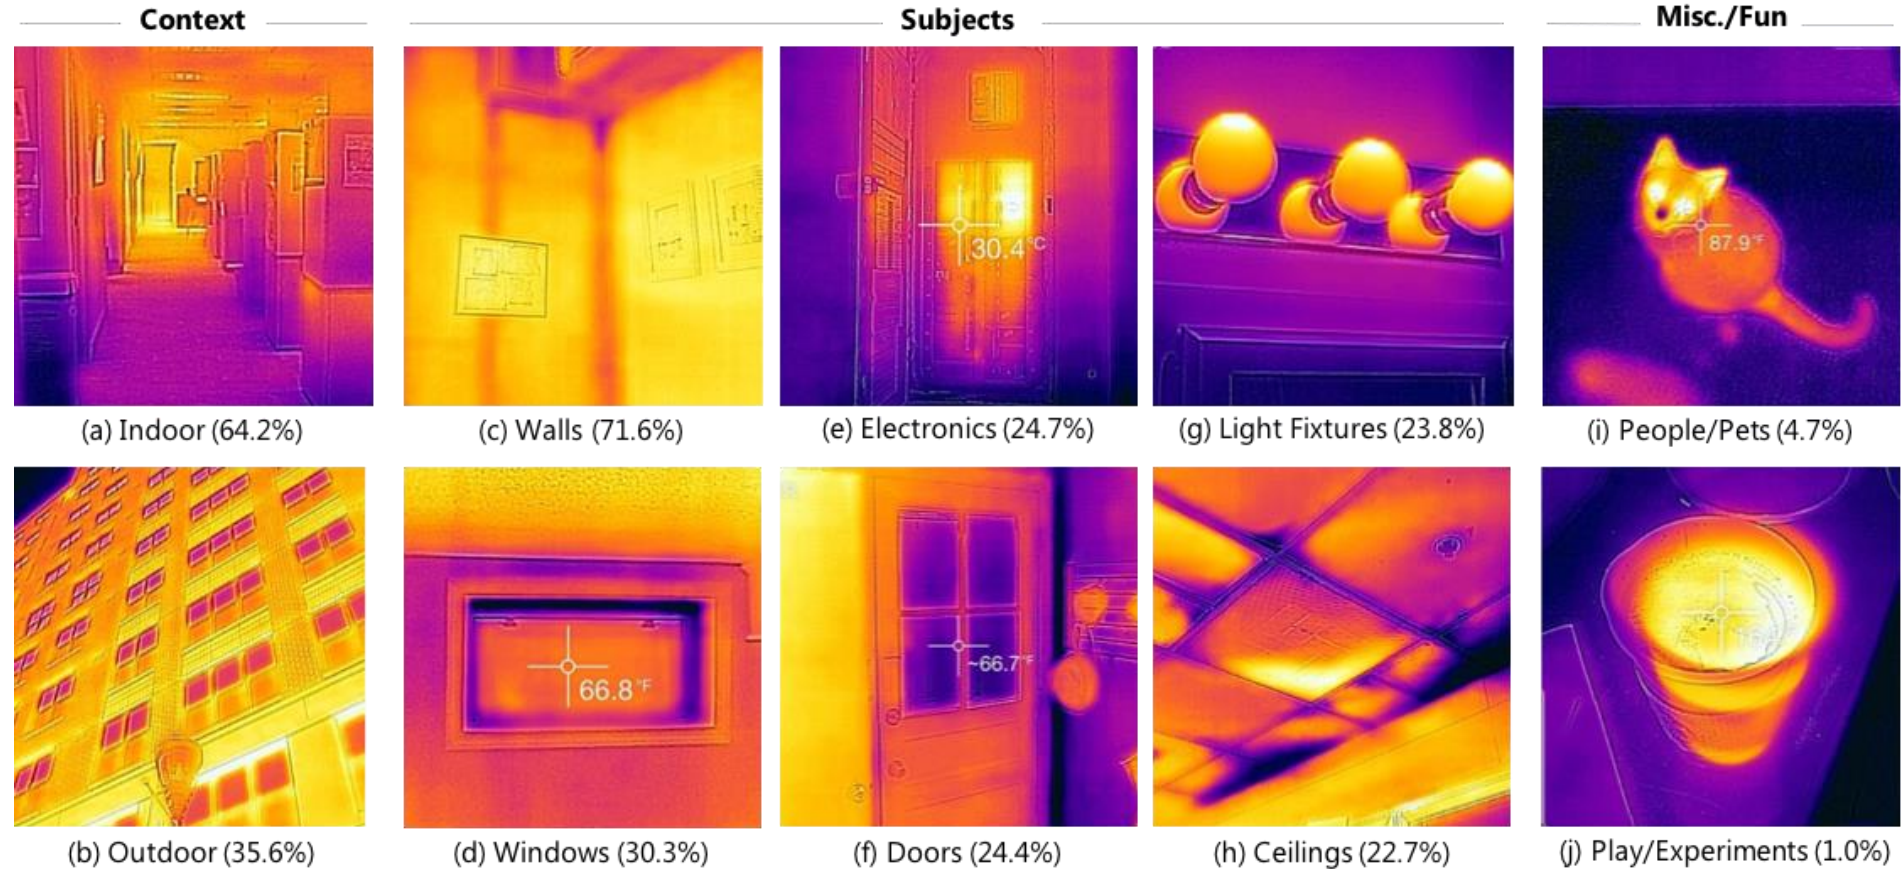 Context
Subjects
Misc./Fun
30.4°C
87.9°F
(a) Indoor (64.2%)
(c) Walls (71.6%)
(e) Electronics (24.7%)
(g) Light Fixtures (23.8%)
(i) People/Pets (4.7%)
66.8°F
~66.7°F
(b) Outdoor (35.6%)
(d) Windows (30.3%)
(f) Doors (24.4%)
(h) Ceilings (22.7%)
(j) Play/Experiments (1.0%)